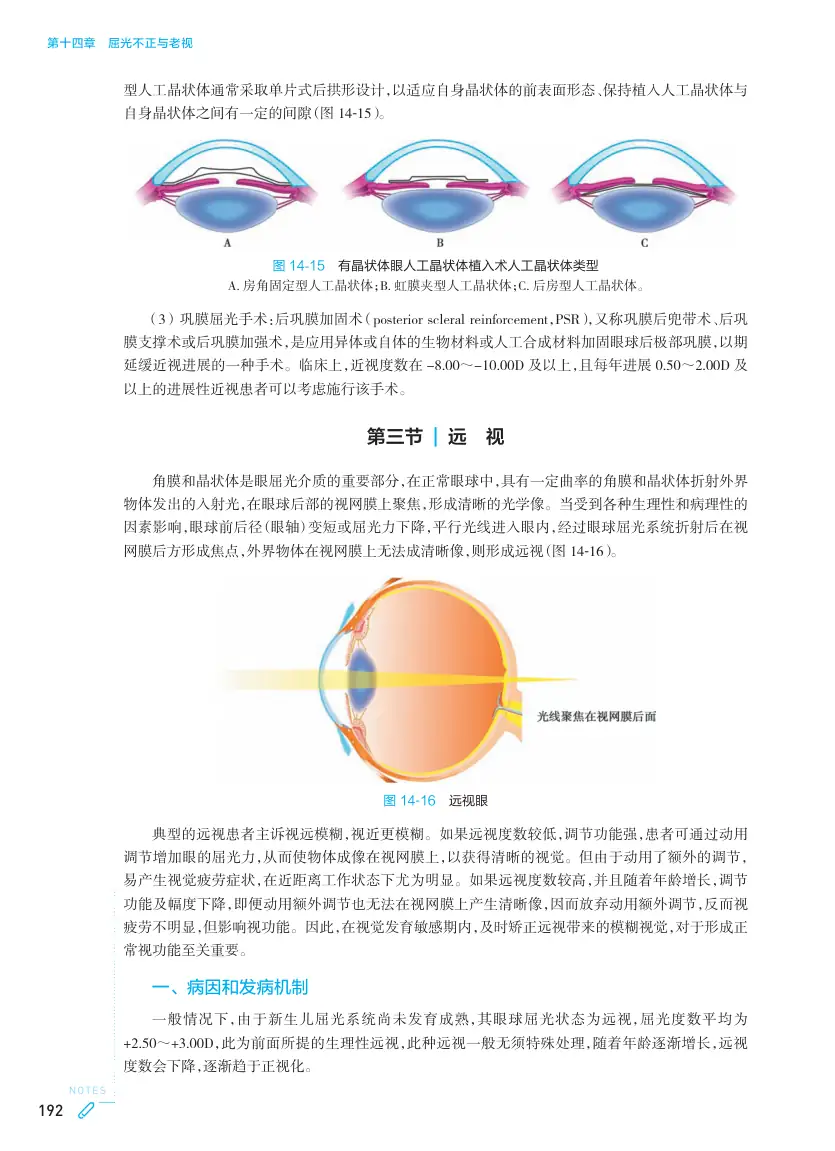 第十四章 屈光不正与老视
型人工晶状体通常采取单片式后拱形设计,以适应自身晶状体的前表面形态、保持植入人工晶状体与
自身晶状体之间有一定的间隙(图 14-15)。
A B C
图 14-15 有晶状体眼人工晶状体植入术人工晶状体类型
A. 房角固定型人工晶状体;B. 虹膜夹型人工晶状体;C. 后房型人工晶状体。
(3)巩膜屈光手术:后巩膜加固术(posterior scleral reinforcement,PSR),又称巩膜后兜带术、后巩
膜支撑术或后巩膜加强术,是应用异体或自体的生物材料或人工合成材料加固眼球后极部巩膜,以期
延缓近视进展的一种手术。临床上,近视度数在 -8.00～-10.00D 及以上,且每年进展 0.50～2.00D 及
以上的进展性近视患者可以考虑施行该手术。
第三节 | 远 视
角膜和晶状体是眼屈光介质的重要部分,在正常眼球中,具有一定曲率的角膜和晶状体折射外界
物体发出的入射光,在眼球后部的视网膜上聚焦,形成清晰的光学像。当受到各种生理性和病理性的
因素影响,眼球前后径(眼轴)变短或屈光力下降,平行光线进入眼内,经过眼球屈光系统折射后在视
网膜后方形成焦点,外界物体在视网膜上无法成清晰像,则形成远视(图 14-16)。
光线聚焦在视网膜后面
图 14-16 远视眼
典型的远视患者主诉视远模糊,视近更模糊。如果远视度数较低,调节功能强,患者可通过动用
调节增加眼的屈光力,从而使物体成像在视网膜上,以获得清晰的视觉。但由于动用了额外的调节,
易产生视觉疲劳症状,在近距离工作状态下尤为明显。如果远视度数较高,并且随着年龄增长,调节
功能及幅度下降,即便动用额外调节也无法在视网膜上产生清晰像,因而放弃动用额外调节,反而视
疲劳不明显,但影响视功能。因此,在视觉发育敏感期内,及时矫正远视带来的模糊视觉,对于形成正
常视功能至关重要。
一、病因和发病机制
一般情况下,由于新生儿屈光系统尚未发育成熟,其眼球屈光状态为远视,屈光度数平均为
+2.50～+3.00D,此为前面所提的生理性远视,此种远视一般无须特殊处理,随着年龄逐渐增长,远视
度数会下降,逐渐趋于正视化。
NOTES
192